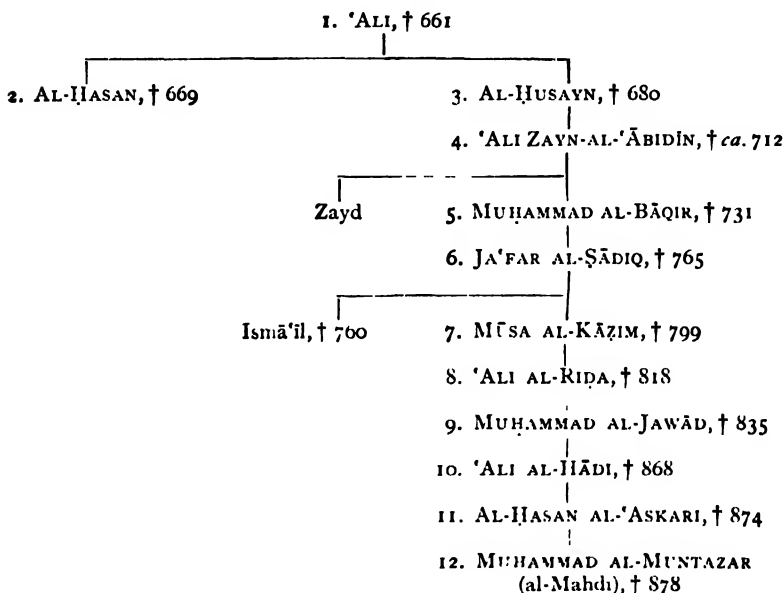 1. ‘ALI, † 661
2. AL-ḤASAN, † 669 3. AL-ḤUSAYN, † 680
4. ‘ALI ZAYN-AL-‘ĀBIDĪN, † ca. 712
Zayd 5. MUḤAMMAD AL-BĀQIR, † 731
6. JA‘FAR AL-ṢĀDIQ, † 765
Ismā‘īl, † 760 7. MŪSA AL-KĀẒIM, † 799
8. ‘ALI AL-RIḌA, † 818
9. MUḤAMMAD AL-JAWĀD, † 835
10. ‘ALI AL-HĀDI, † 868
11. AL-ḤASAN AL-‘ASKARI, † 874
12. MUḤAMMAD AL-MUNTAẒAR
(al-Mahdi), † 878